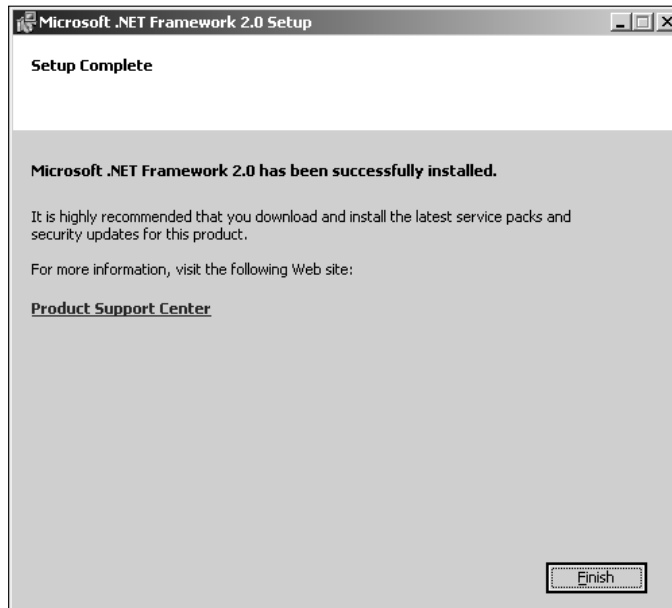 Microsoft .NET Framework 2.0 Setup
Setup Complete
Microsoft .NET Framework 2.0 has been successfully installed.
It is highly recommended that you download and install the latest service packs and
security updates for this product.
For more information, visit the following Web site:
Product Support Center
Finish